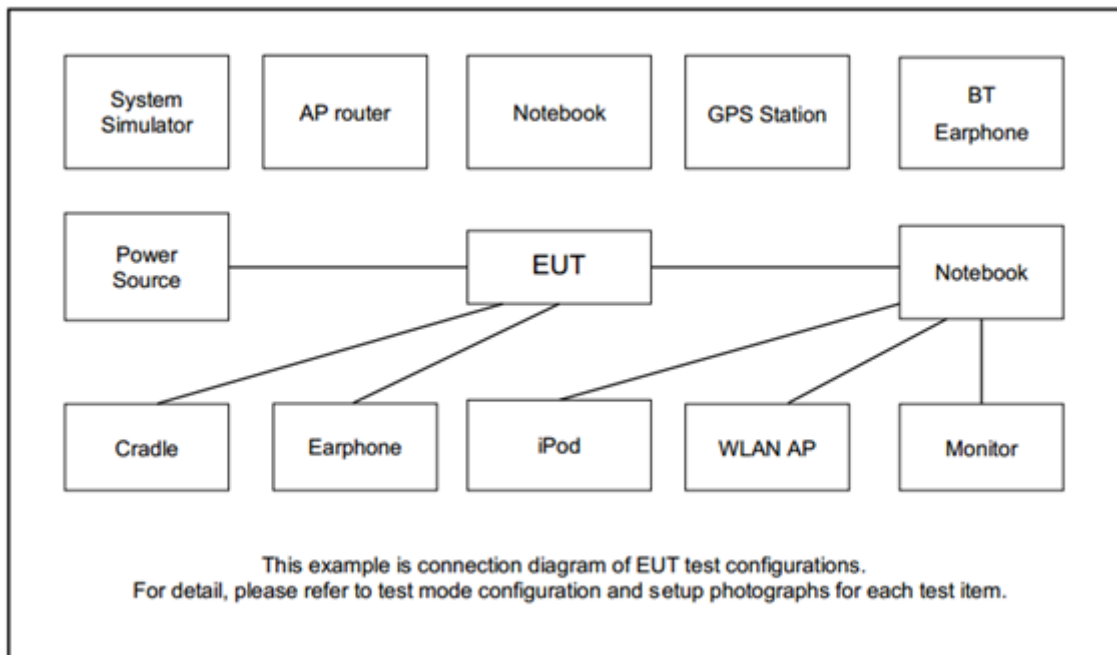 System
Simulator
AP router
Notebook
GPS Station
BT
Earphone
Power
Source
EUT
Notebook
Cradle
Earphone
iPod
WLAN AP
Monitor
This example is connection diagram of EUT test configurations.
For detail, please refer to test mode configuration and setup photographs for each test item.